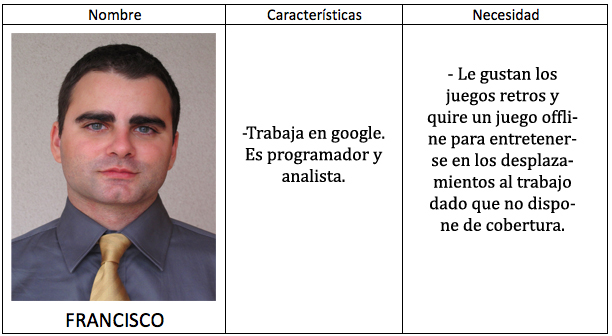 Nombre
Características
Necesidad
FRANCISCO
-Trabaja en google.
Es programador y
analista.
- Le gustan los
juegos retros y
quire un juego offli-
ne para entretener-
se en los desplaza-
mientos al trabajo
dado que no dispo-
ne de cobertura.